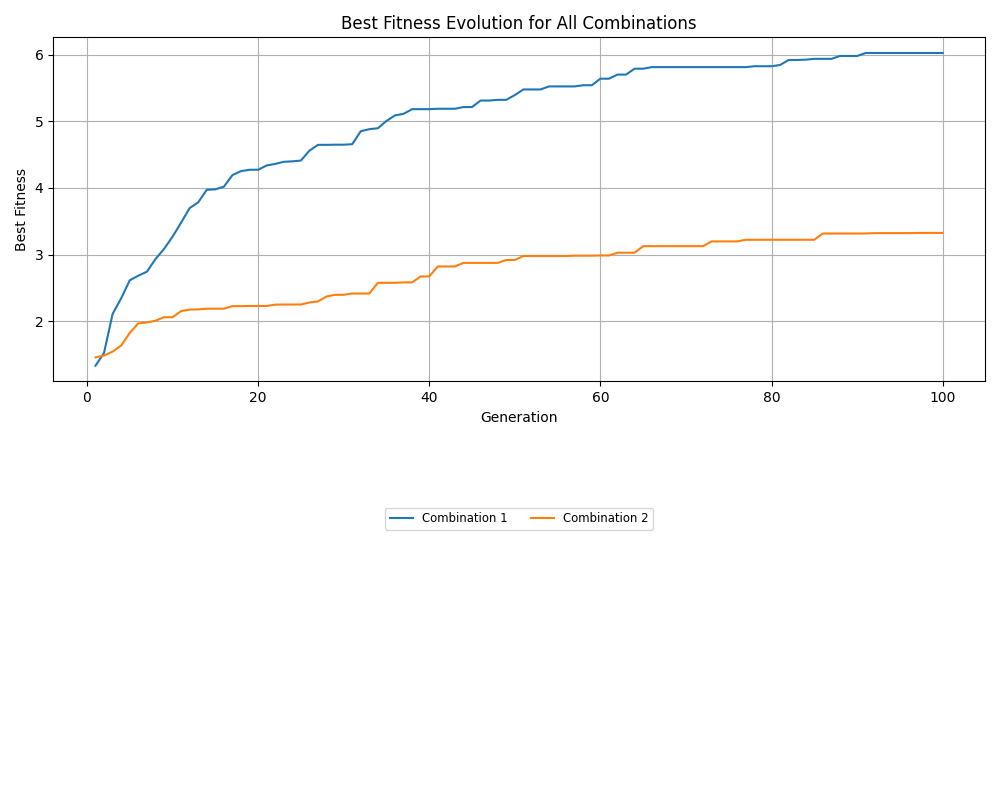 Best Fitness Evolution for All Combinations
6
5
4
3
2
Best Fitness
0 20 40 60 80 100
Generation
Combination 1 Combination 2